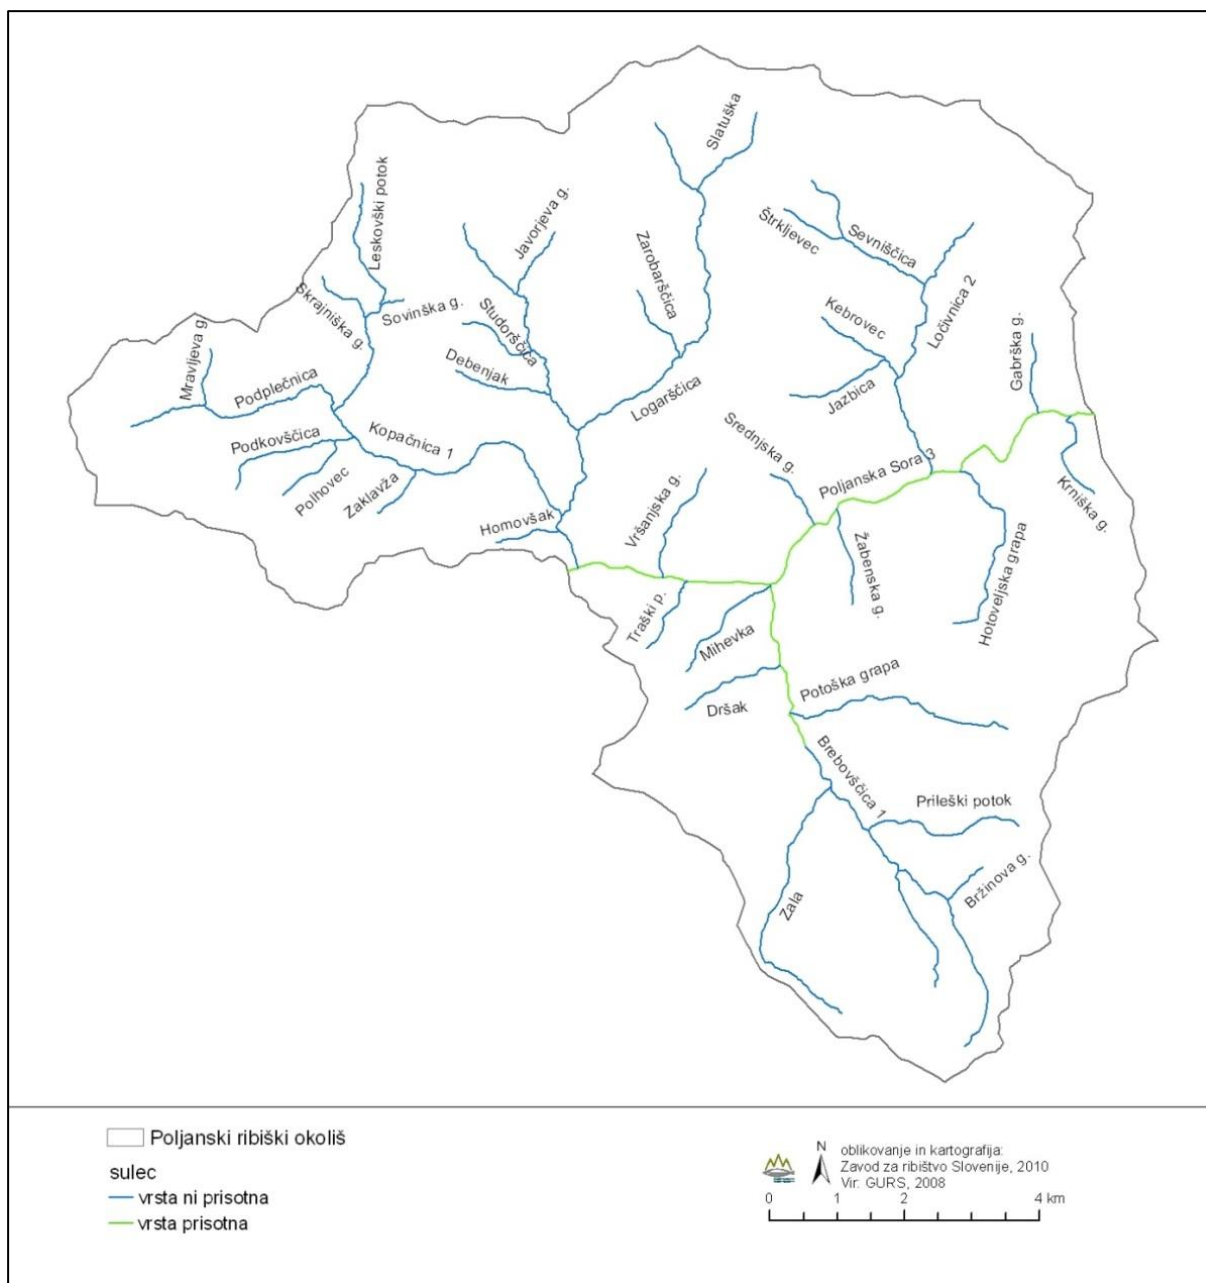 Slatuška
Leskovški potok
Javorjeva g.
Štrkljevec
Sevniščica
Zarobarščica
Skrajniška g.
Sovinška g.
Studorščica
Kebrovec
Ločivnica 2
Mravljeva g.
Debenjak
Gabrška g.
Podplečnica
Logarščica
Jazbica
Podkovščica
Kopačnica 1
Srednjska g.
Polhovec
Zaklavža
Poljanska Sora 3
Krniška g.
Homovšak
Vršanjska g.
Žabenska g.
Hotoveljska grapa
Traški p.
Mihevka
Dršak
Potoška grapa
Brebovščica 1
Prileški potok
Bržinova g.
Zala
Poljanski ribiški okoliš
sulec
vrsta ni prisotna
vrsta prisotna
N
oblikovanje in kartografija:
Zavod za ribištvo Slovenije, 2010
Vir: GURS, 2008
0 1 2 4 km